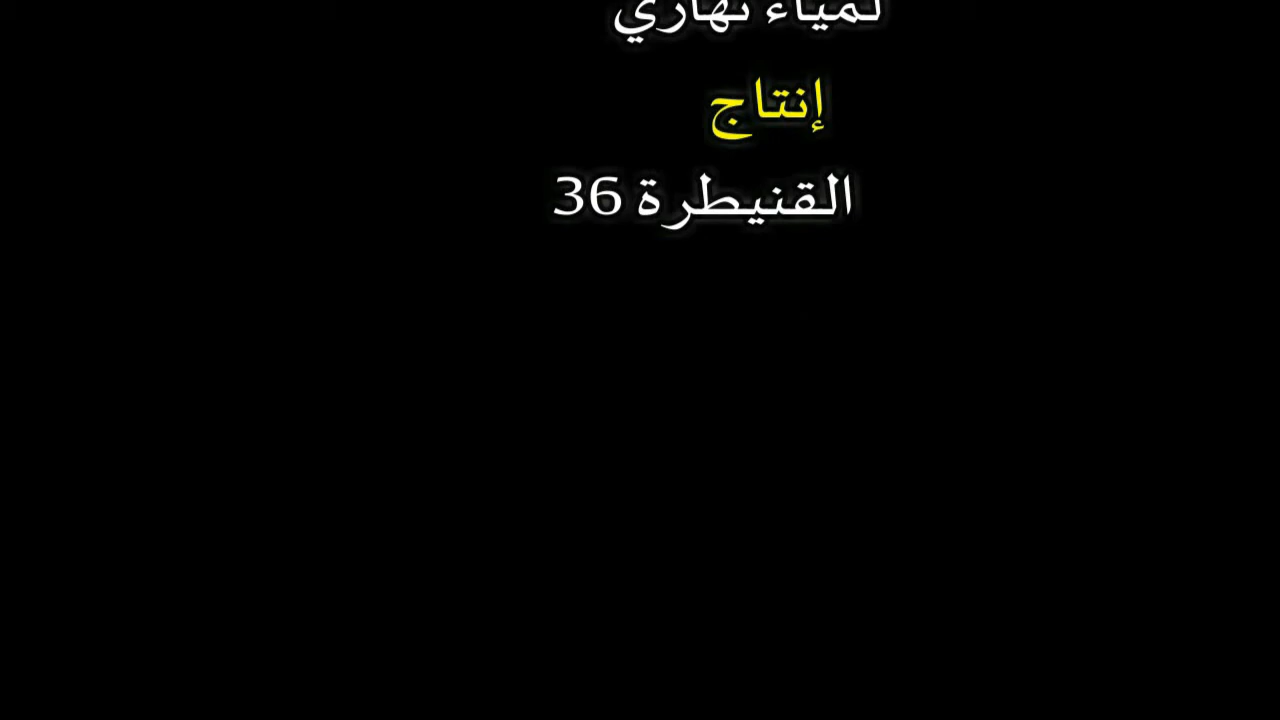 لمياء نهاري
إنتاج
القنيطرة 36